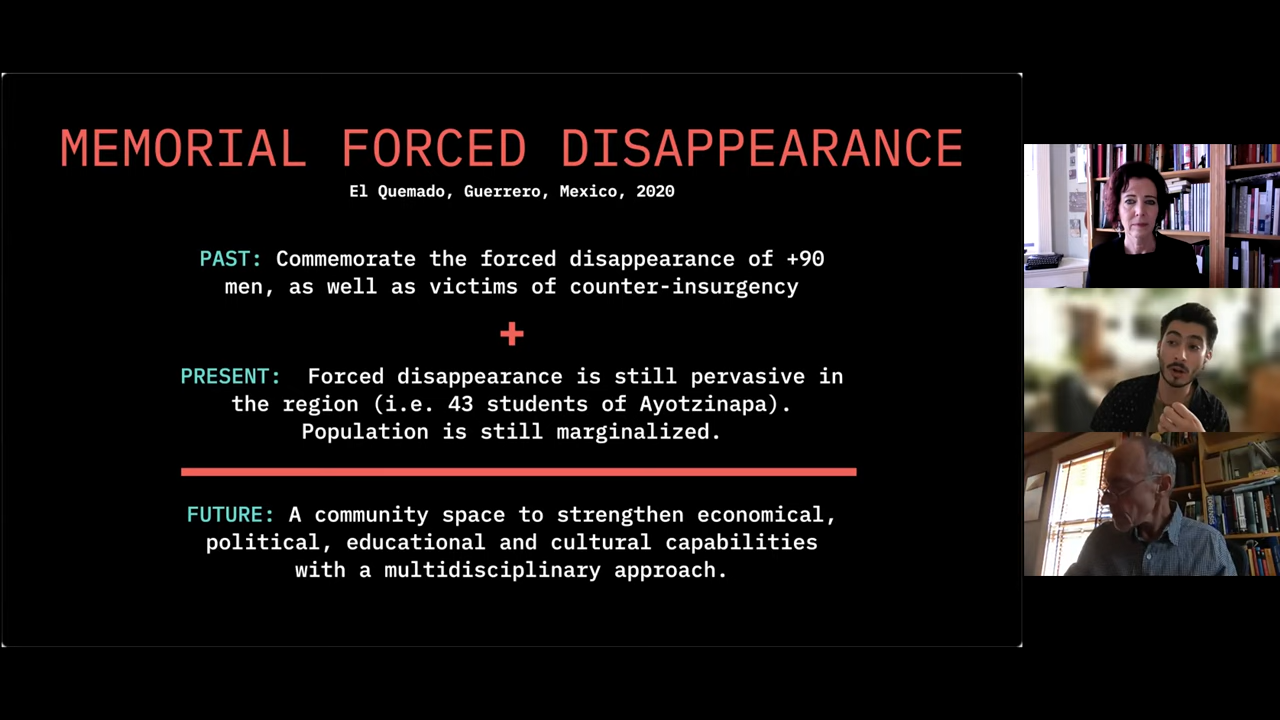 MEMORIAL FORCED DISAPPEARANCE
El Quemado, Guerrero, Mexico, 2020
PAST: Commemorate the forced disappearance of +90
men, as well as victims of counter-insurgency
+
PRESENT: Forced disappearance is still pervasive in
the region (i.e. 43 students of Ayotzinapa).
Population is still marginalized.
FUTURE: A community space to strengthen economical,
political, educational and cultural capabilities
with a multidisciplinary approach.